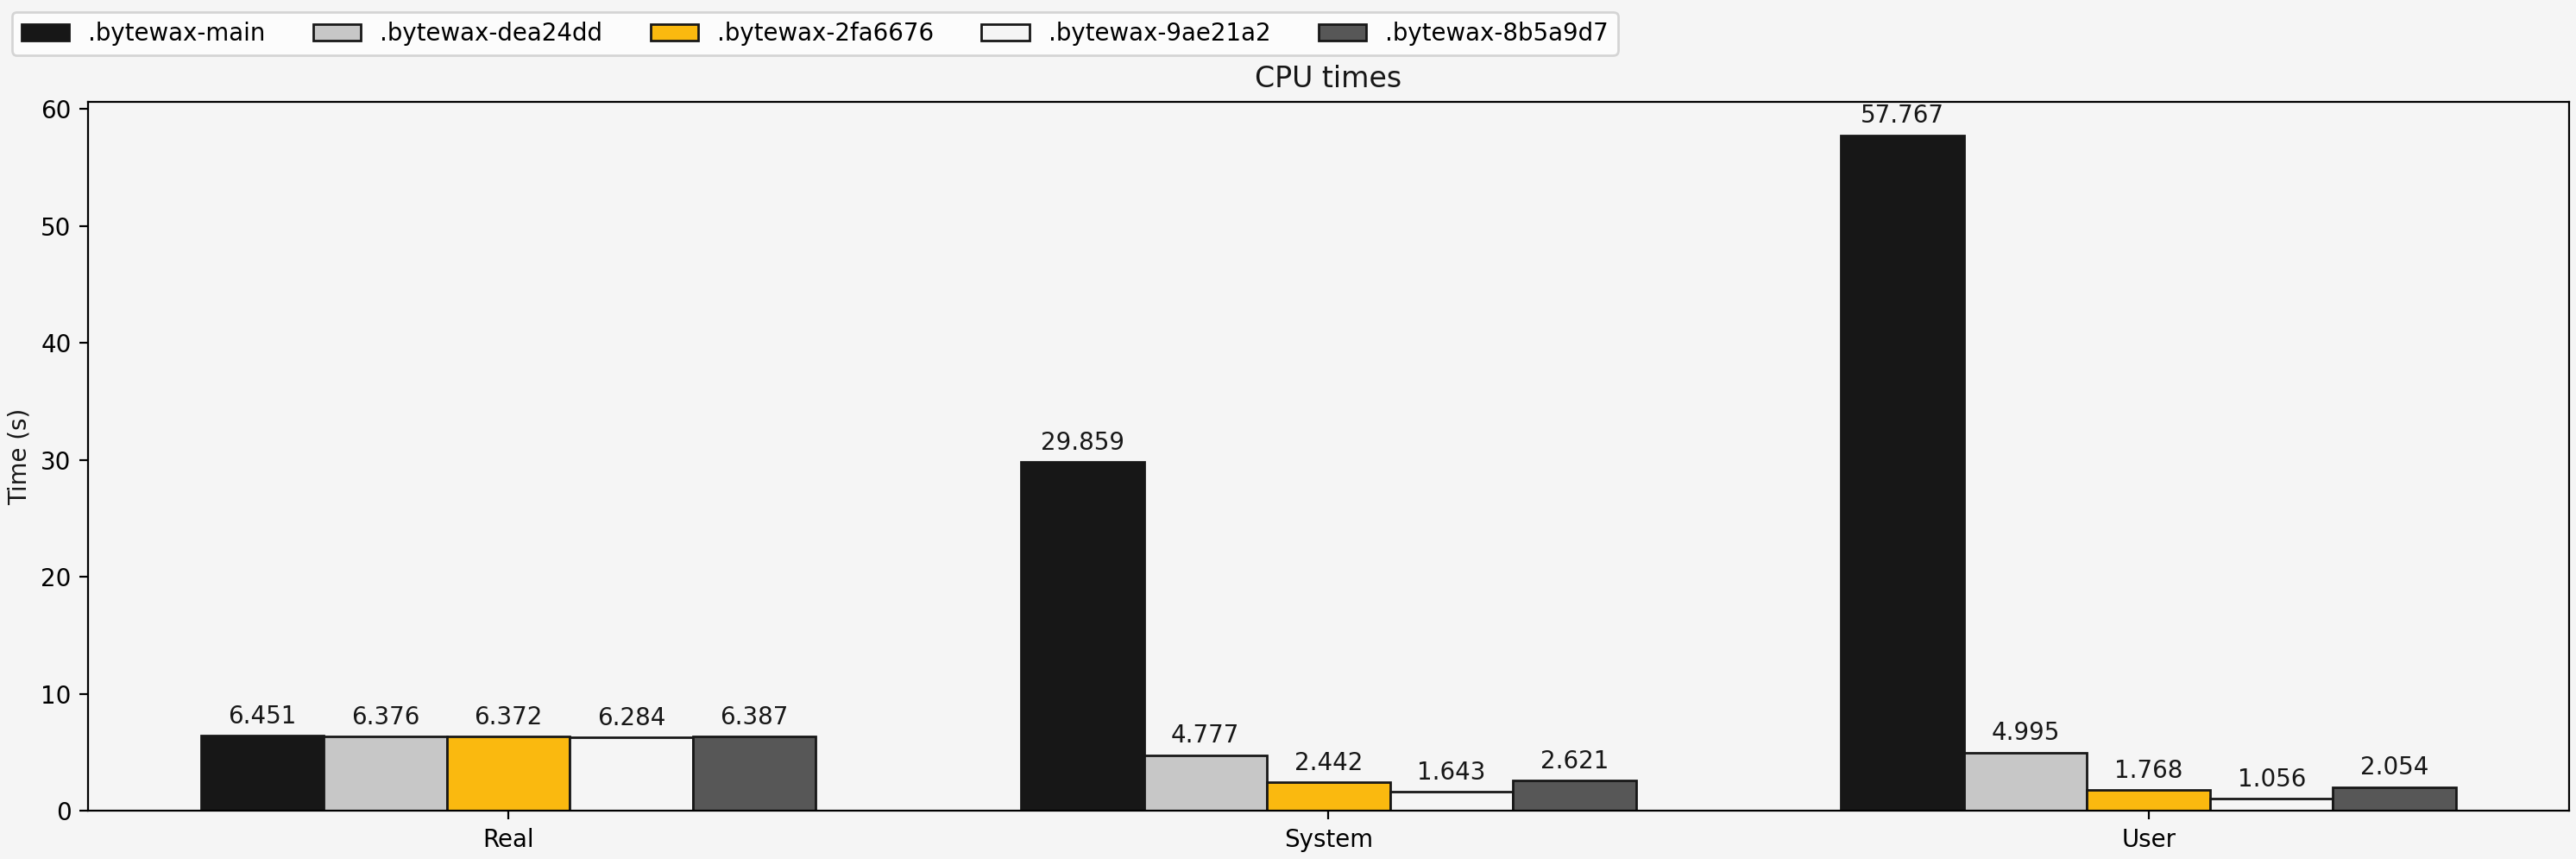 .bytewax-main .bytewax-dea24dd .bytewax-2fa6676 .bytewax-9ae21a2 .bytewax-8b5a9d7
CPU times
Time (s)
60
50
40
30
20
10
0
6.451 6.376 6.372 6.284 6.387
29.859 4.777 2.442 1.643 2.621
57.767 4.995 1.768 1.056 2.054
Real System User